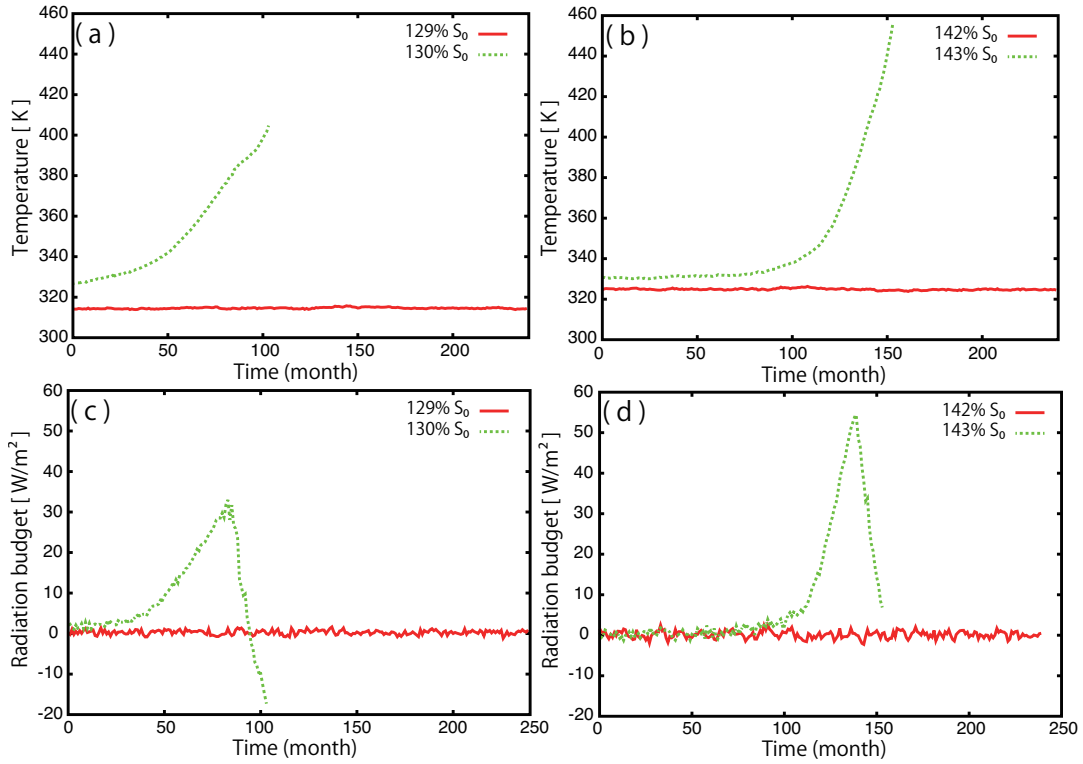 (a)
129% S₀
130% S₀
Temperature [ K ]
460
440
420
400
380
360
340
320
300
0
50
100
150
200
Time (month)
(b)
142% S₀
143% S₀
Temperature [ K ]
460
440
420
400
380
360
340
320
300
0
50
100
150
200
Time (month)
(c)
129% S₀
130% S₀
Radiation budget [ W/m² ]
60
50
40
30
20
10
0
-10
-20
0
50
100
150
200
250
Time (month)
(d)
142% S₀
143% S₀
Radiation budget [ W/m² ]
60
50
40
30
20
10
0
-10
-20
0
50
100
150
200
250
Time (month)